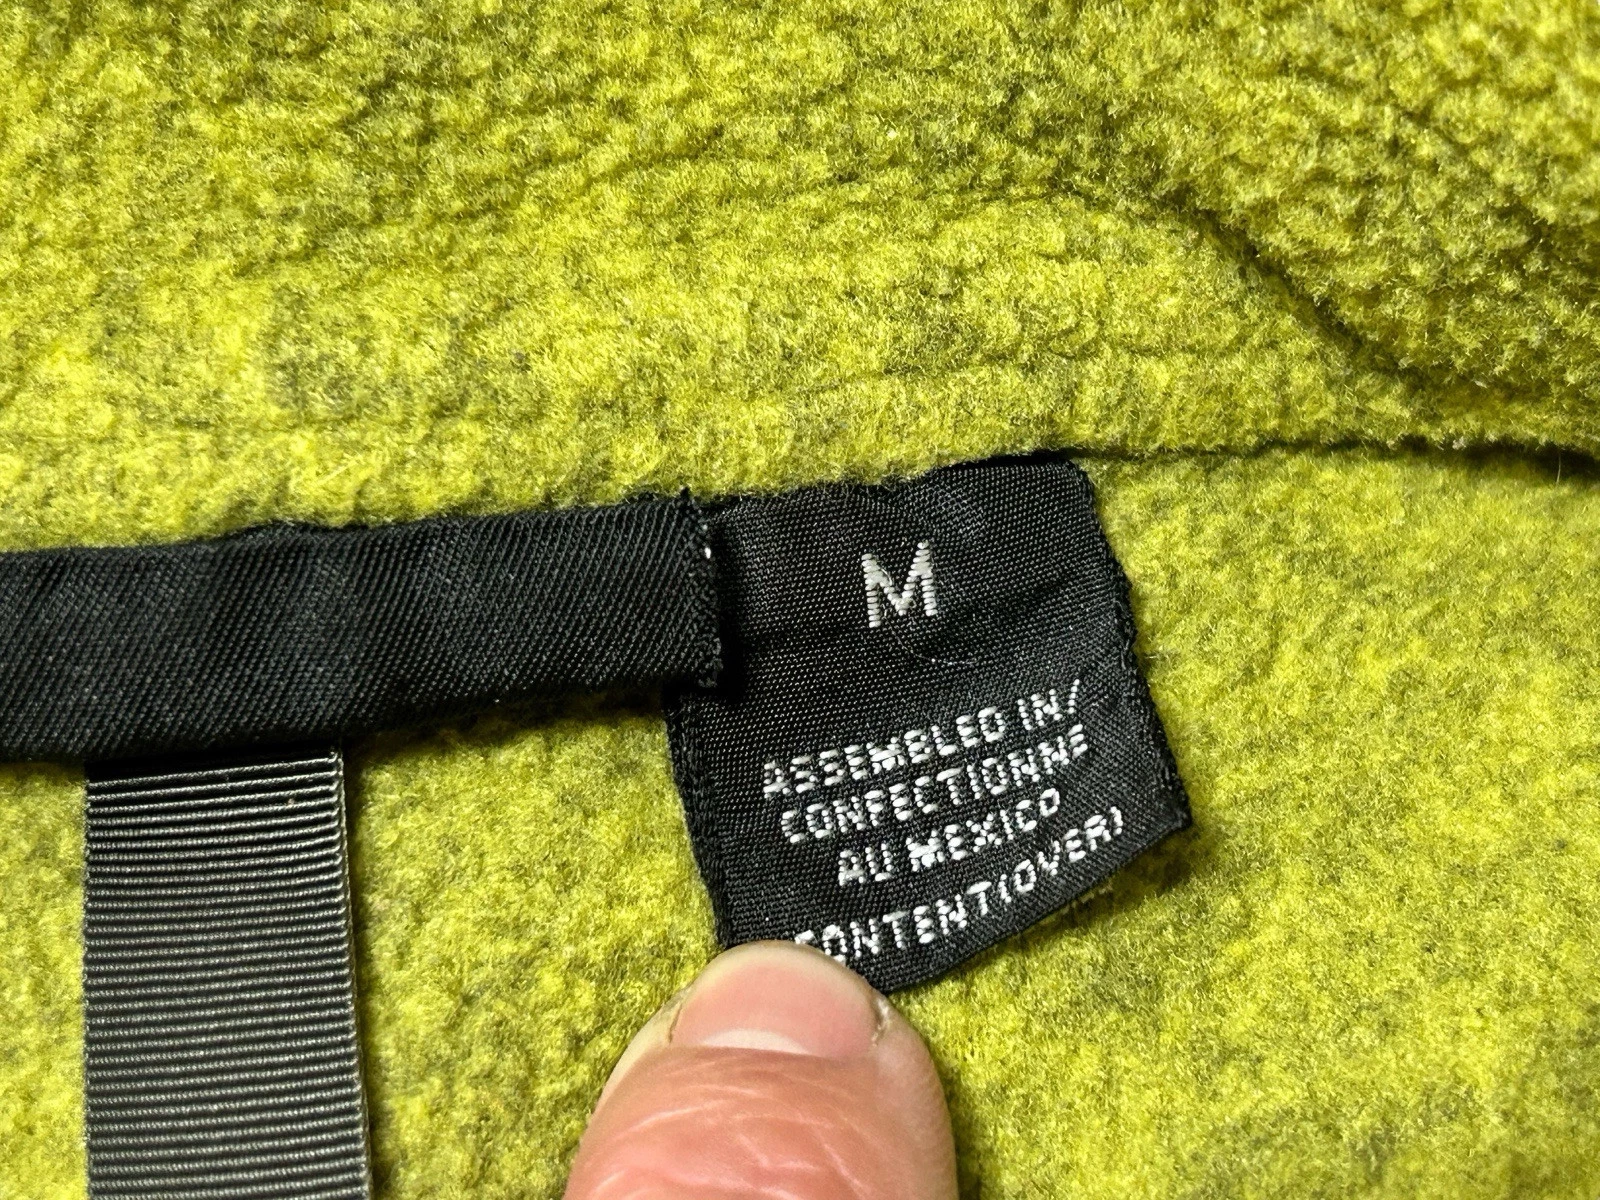 M
ASSEMBLED IN/
CONFECTIONNE
AU MEXICO
CONTENT(OVER)